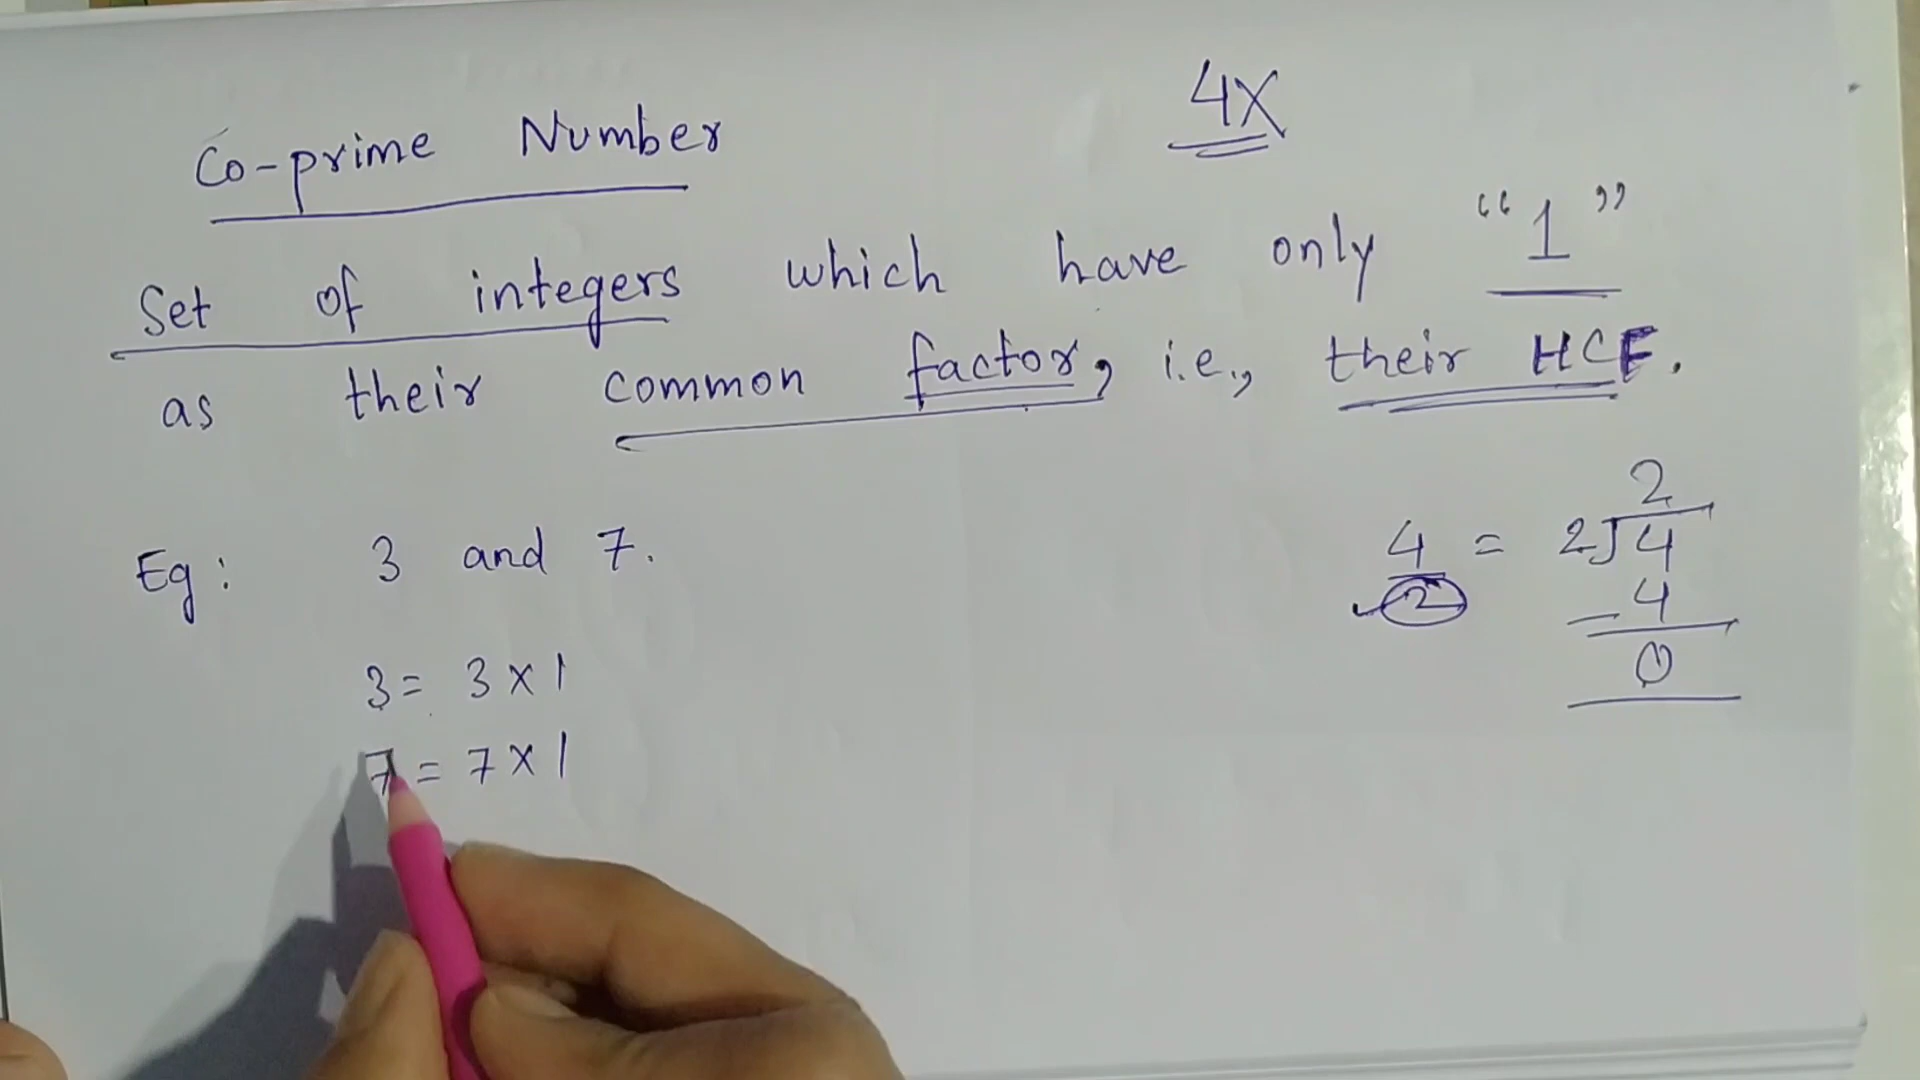 Co-prime Number
4X
Set of integers which have only "1"
as their common factor, i.e., their HCF.
Eg: 3 and 7.
3 = 3 x 1
7 = 7 x 1
2
4 = 2)4
2
- 4
0